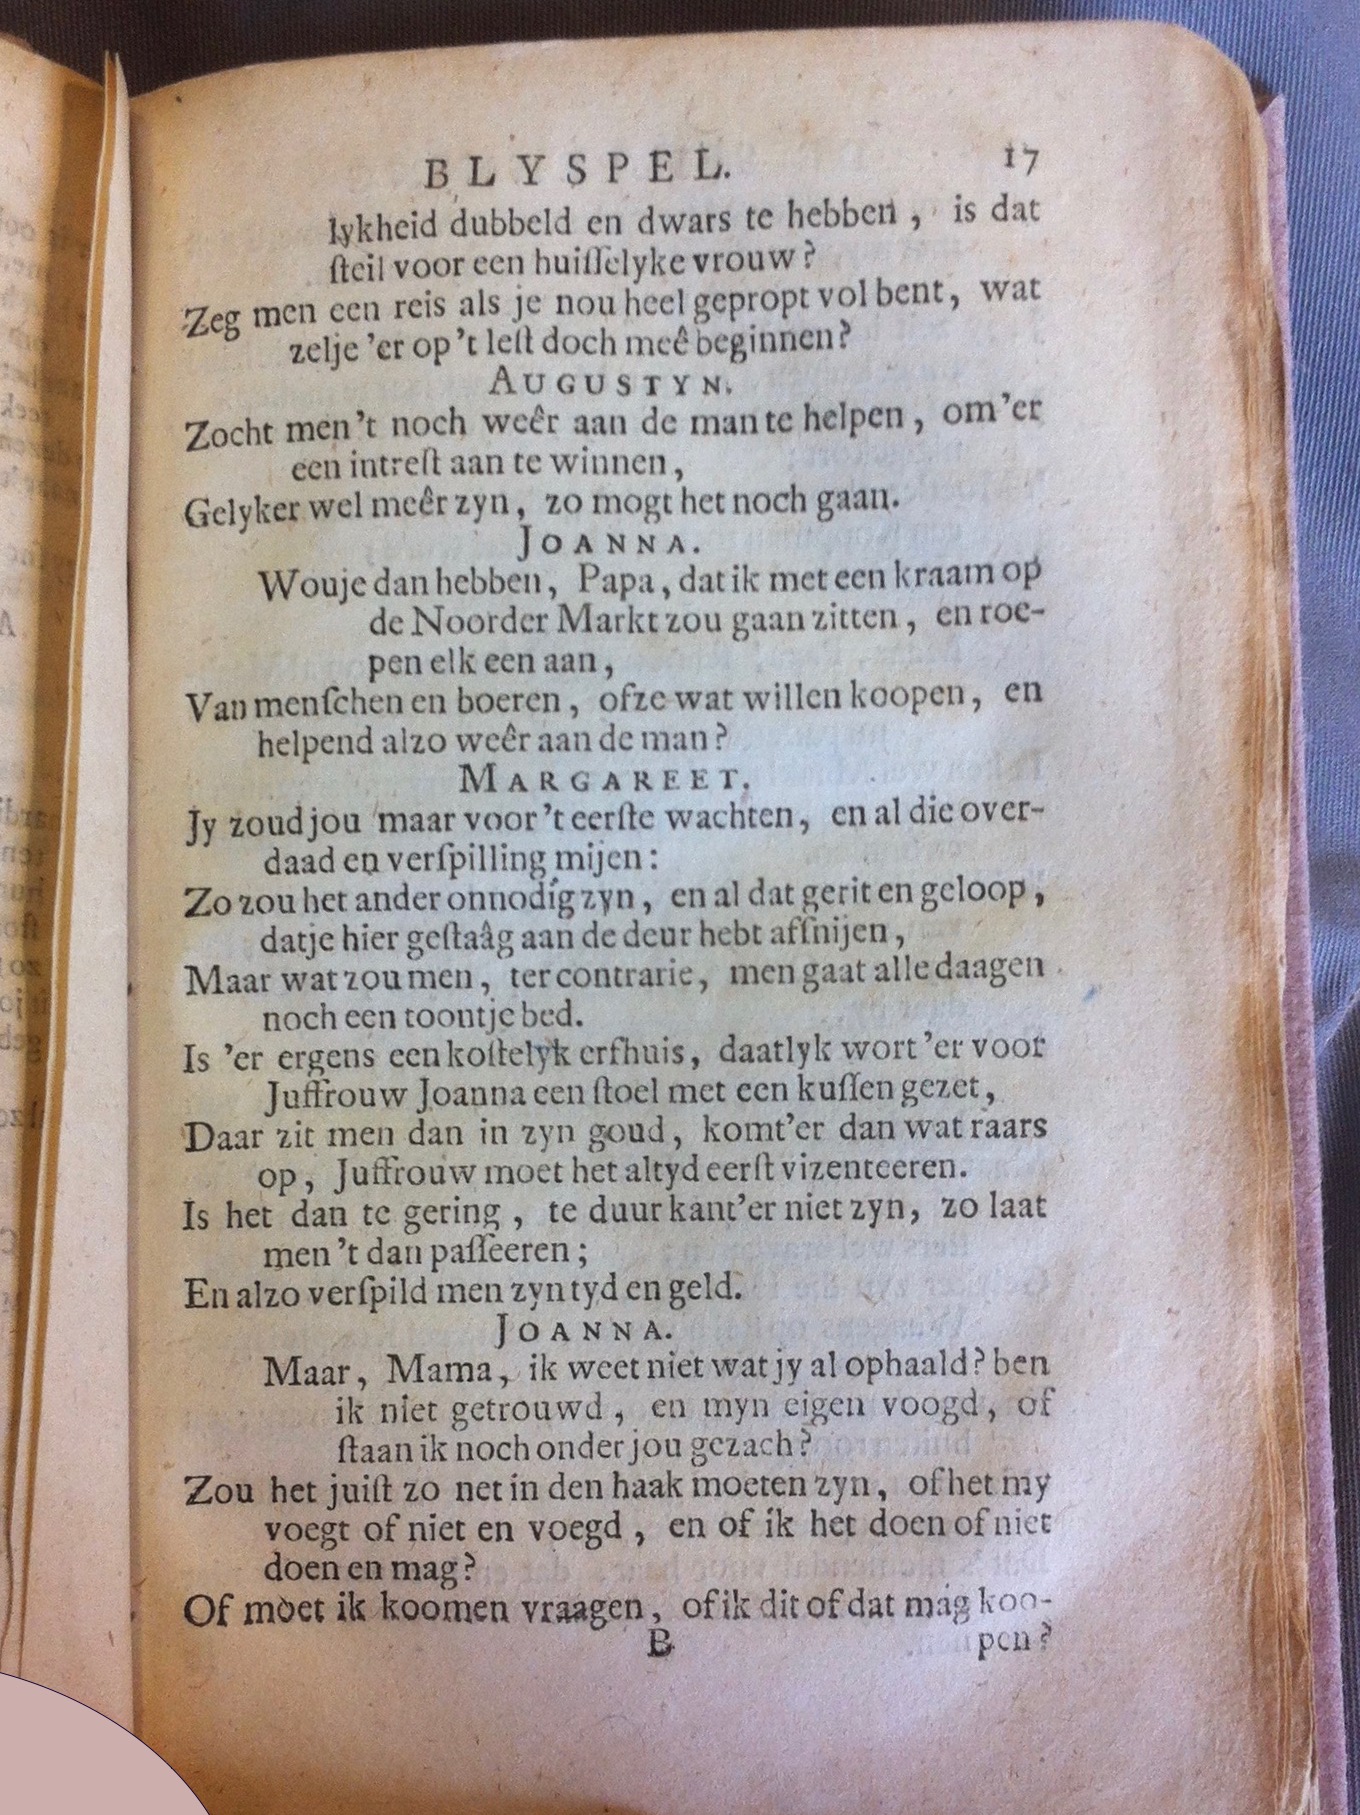 BLYSPEL. 17
lykheid dubbeld en dwars te hebben, is dat
ſteil voor een huiſſelyke vrouw?
Zeg men een reis als je nou heel gepropt vol bent, wat
zelje 'er op 't leſt doch meê beginnen?
AUGUSTYN.
Zocht men 't noch weêr aan de man te helpen, om 'er
een intreſt aan te winnen,
Gelyker wel meêr zyn, zo mogt het noch gaan.
JOANNA.
Wouje dan hebben, Papa, dat ik met een kraam op
de Noorder Markt zou gaan zitten, en roe-
pen elk een aan,
Van menſchen en boeren, ofze wat willen koopen, en
helpend alzo weêr aan de man?
MARGAREET.
Jy zoud jou maar voor 't eerſte wachten, en al die over-
daad en verſpilling mijen:
Zo zou het ander onnodig zyn, en al dat gerit en geloop,
datje hier geſtaâg aan de deur hebt afſnijen,
Maar wat zou men, ter contrarie, men gaat alle daagen
noch een toontje bed.
Is 'er ergens een koſtelyk erfhuis, daatlyk wort 'er voor
Juffrouw Joanna een ſtoel met een kuſſen gezet,
Daar zit men dan in zyn goud, komt'er dan wat raars
op, Juffrouw moet het altyd eerſt vizenteeren.
Is het dan te gering, te duur kant'er niet zyn, zo laat
men 't dan paſſeeren;
En alzo verſpild men zyn tyd en geld.
JOANNA.
Maar, Mama, ik weet niet wat jy al ophaald? ben
ik niet getrouwd, en myn eigen voogd, of
ſtaan ik noch onder jou gezach?
Zou het juiſt zo net in den haak moeten zyn, of het my
voegt of niet en voegd, en of ik het doen of niet
doen en mag?
Of moet ik koomen vraagen, of ik dit of dat mag koo-
B pen?